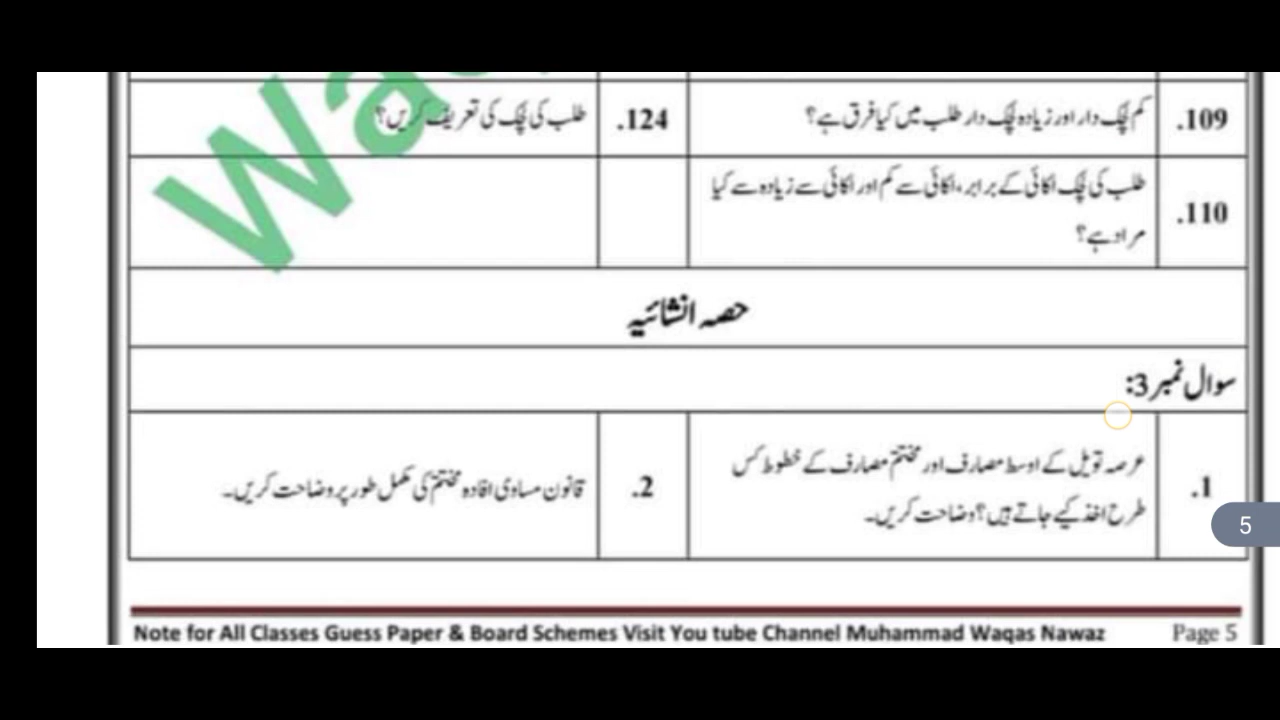 Wa
109. کم لچک دار اور زیادہ لچک دار طلب میں کیا فرق ہے؟ 124. طلب کی لچک کی تعریف کریں؟
110. طلب کی لچک اکائی کے برابر، اکائی سے کم اور اکائی سے زیادہ سے کیا
مراد ہے؟
حصہ انشائیہ
سوال نمبر 3:
1. عرصہ تویل کے اوسط مصارف اور مختتم مصارف کے خطوط کس
طرح اخذ کیے جاتے ہیں؟ وضاحت کریں۔
2. قانون مساوی افادہ مختتم کی مکمل طور پر وضاحت کریں۔
5
Note for All Classes Guess Paper & Board Schemes Visit You tube Channel Muhammad Waqas Nawaz Page 5